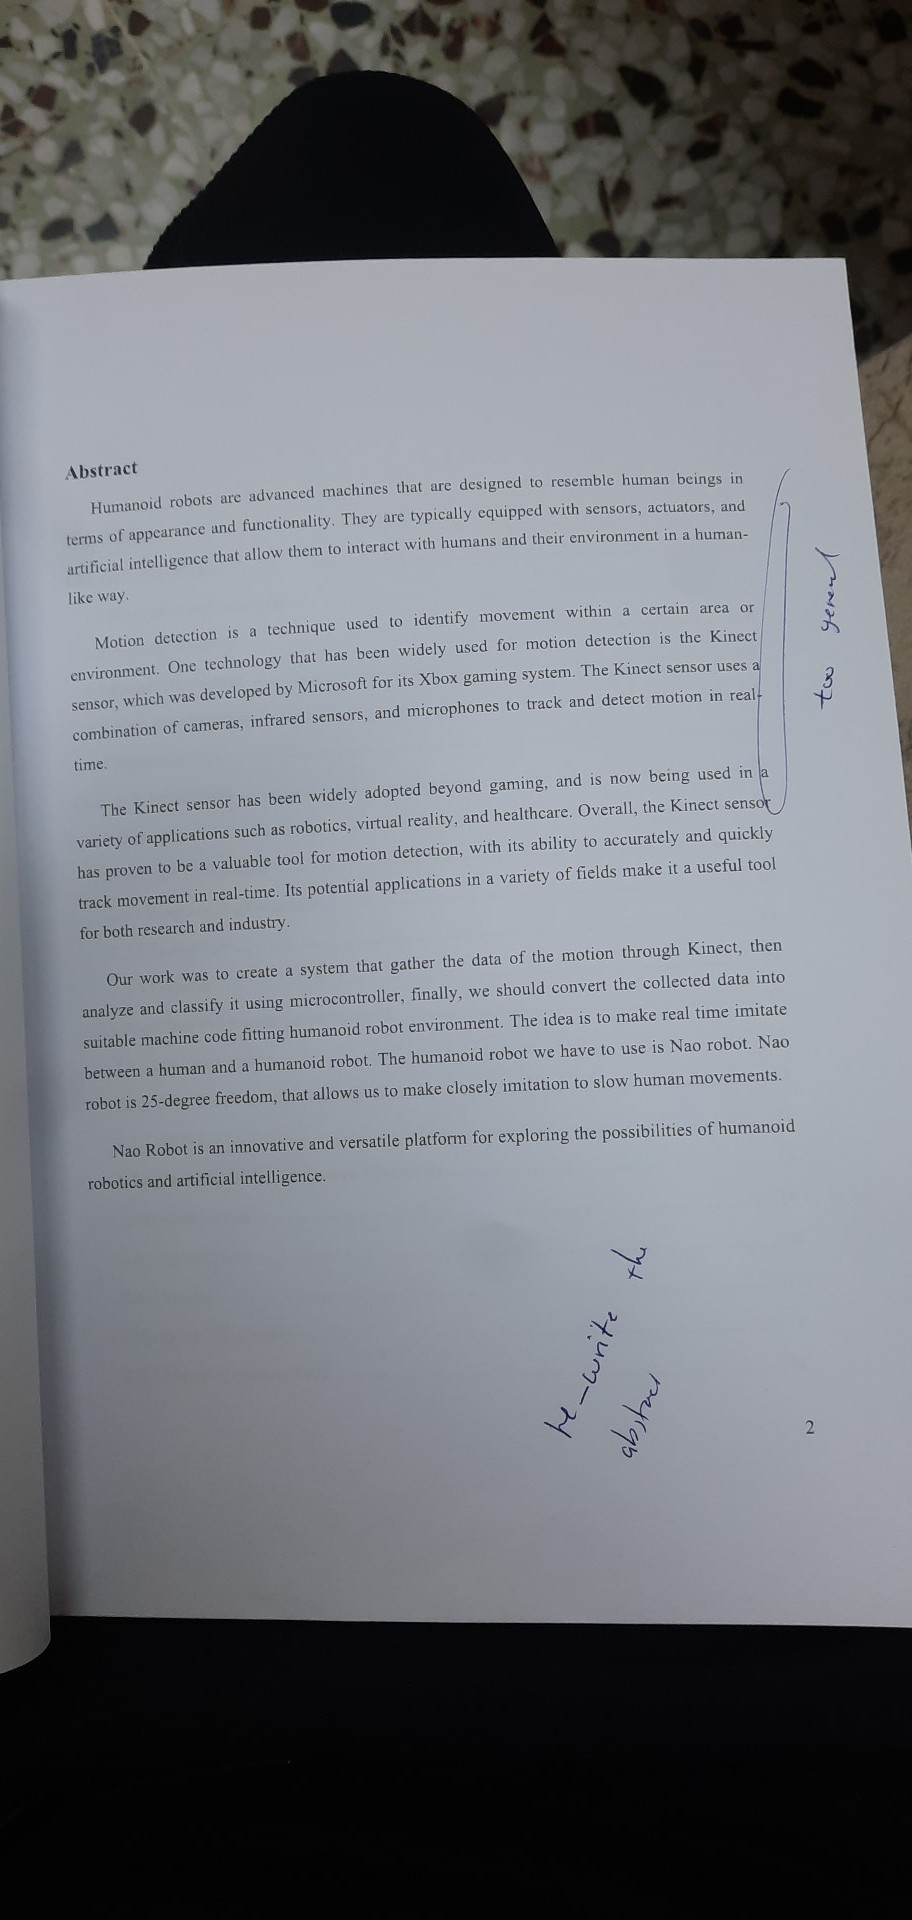 Abstract
Humanoid robots are advanced machines that are designed to resemble human beings in
terms of appearance and functionality. They are typically equipped with sensors, actuators, and
artificial intelligence that allow them to interact with humans and their environment in a human-
like way.
Motion detection is a technique used to identify movement within a certain area or
environment. One technology that has been widely used for motion detection is the Kinect
sensor, which was developed by Microsoft for its Xbox gaming system. The Kinect sensor uses a
combination of cameras, infrared sensors, and microphones to track and detect motion in real-
time.
The Kinect sensor has been widely adopted beyond gaming, and is now being used in a
variety of applications such as robotics, virtual reality, and healthcare. Overall, the Kinect sensor
has proven to be a valuable tool for motion detection, with its ability to accurately and quickly
track movement in real-time. Its potential applications in a variety of fields make it a useful tool
for both research and industry.
Our work was to create a system that gather the data of the motion through Kinect, then
analyze and classify it using microcontroller, finally, we should convert the collected data into
suitable machine code fitting humanoid robot environment. The idea is to make real time imitate
between a human and a humanoid robot. The humanoid robot we have to use is Nao robot. Nao
robot is 25-degree freedom, that allows us to make closely imitation to slow human movements.
Nao Robot is an innovative and versatile platform for exploring the possibilities of humanoid
robotics and artificial intelligence.
too general
Re-write the
abstract
2